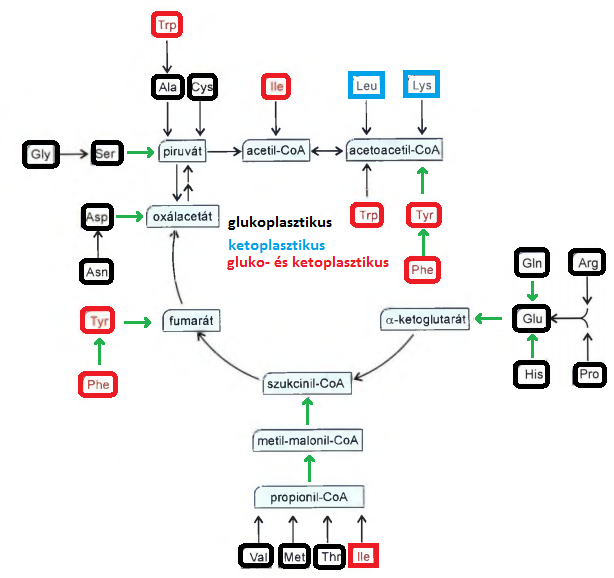 Trp
Ala
Cys
Ile
Leu
Lys
Gly
Ser
piruvát
acetil-CoA
acetoacetil-CoA
Asp
oxálacetát
glukoplasztikus
Trp
Tyr
ketoplasztikus
gluko- és ketoplasztikus
Asn
Phe
Gln
Arg
Tyr
fumarát
α-ketoglutarát
Glu
Phe
szukcinil-CoA
His
Pro
metil-malonil-CoA
propionil-CoA
Val
Met
Thr
Ile